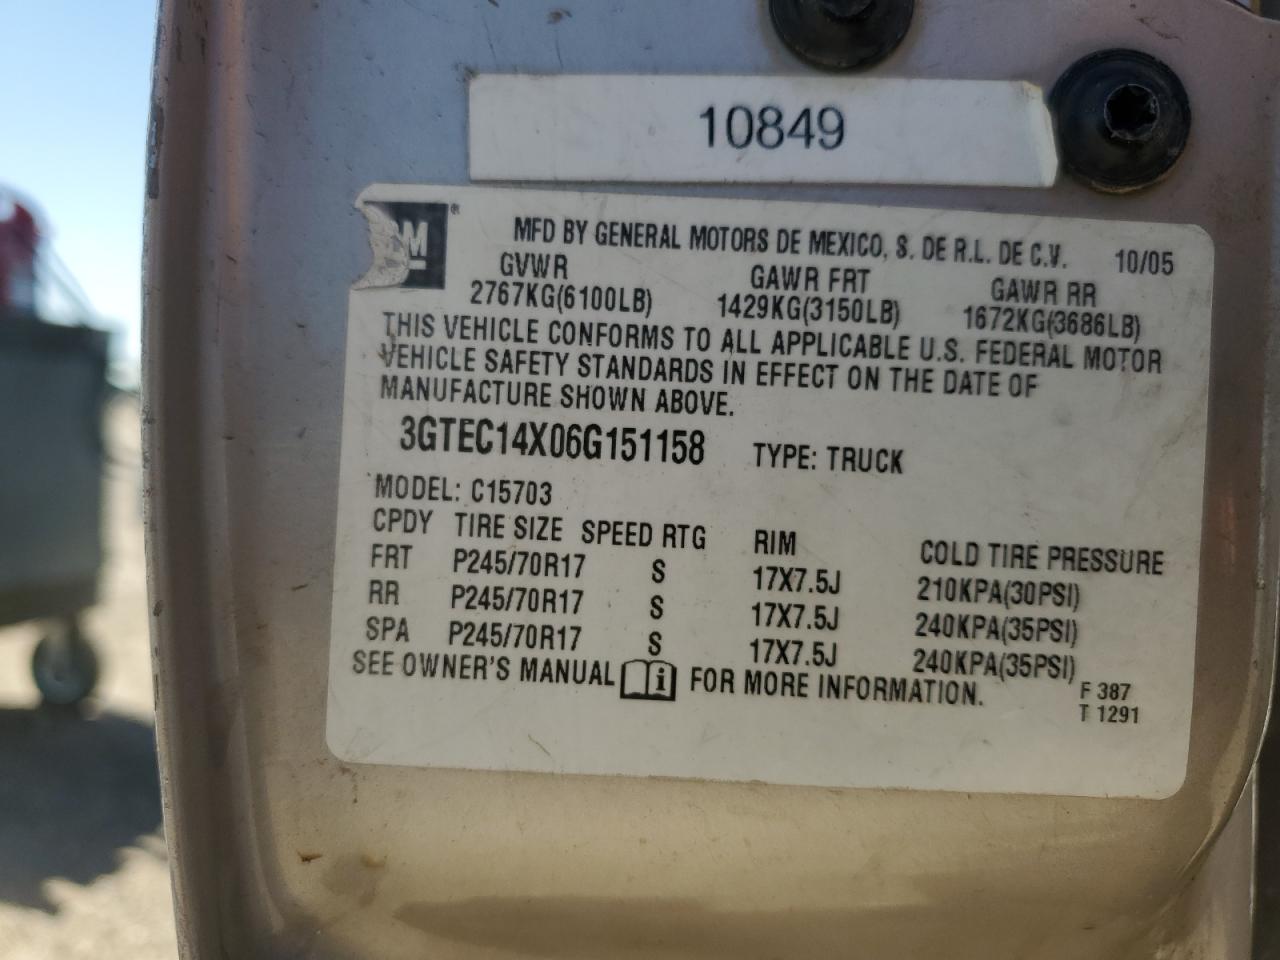 10849
GM ®
MFD BY GENERAL MOTORS DE MEXICO, S. DE R.L. DE C.V. 10/05
GVWR GAWR FRT GAWR RR
2767KG(6100LB) 1429KG(3150LB) 1672KG(3686LB)
THIS VEHICLE CONFORMS TO ALL APPLICABLE U.S. FEDERAL MOTOR
VEHICLE SAFETY STANDARDS IN EFFECT ON THE DATE OF
MANUFACTURE SHOWN ABOVE.
3GTEC14X06G151158 TYPE: TRUCK
MODEL: C15703
CPDY TIRE SIZE SPEED RTG RIM COLD TIRE PRESSURE
FRT P245/70R17 S 17X7.5J 210KPA(30PSI)
RR P245/70R17 S 17X7.5J 240KPA(35PSI)
SPA P245/70R17 S 17X7.5J 240KPA(35PSI)
SEE OWNER'S MANUAL i FOR MORE INFORMATION.
F 387
T 1291